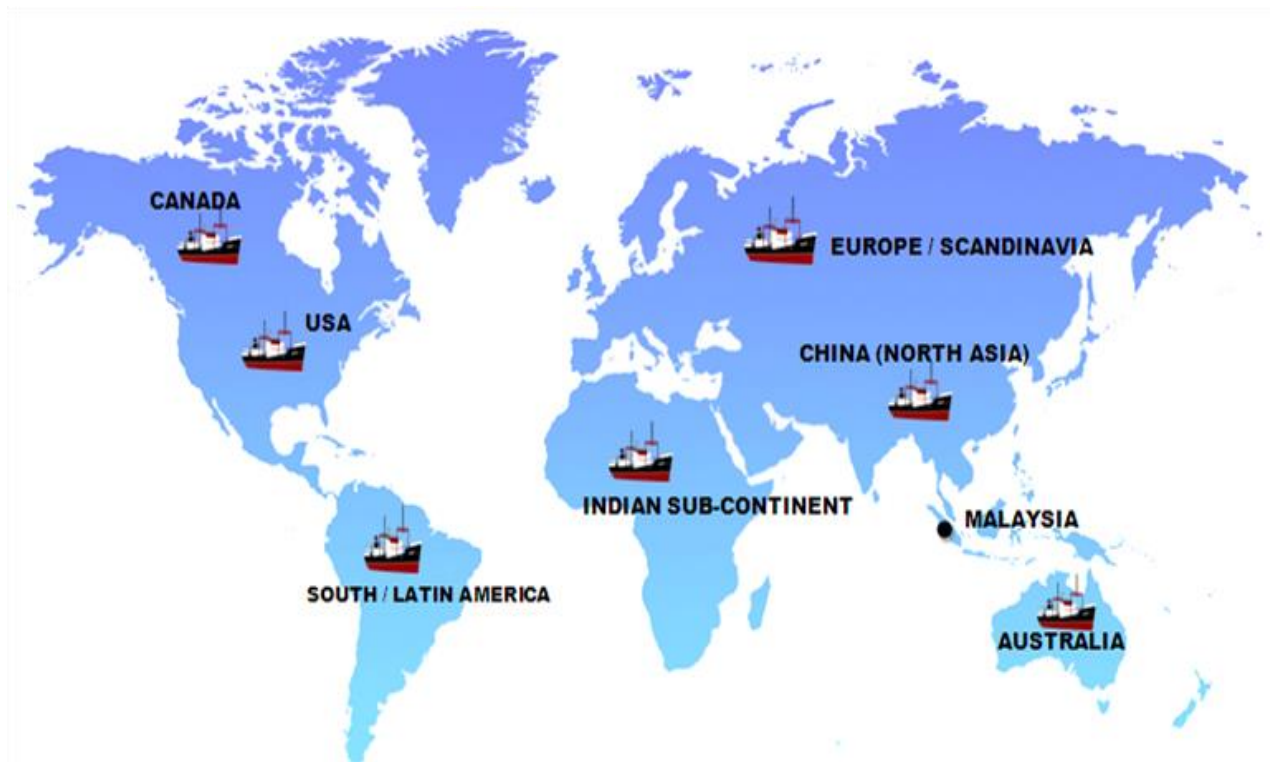 CANADA
EUROPE / SCANDINAVIA
USA
CHINA (NORTH ASIA)
INDIAN SUB-CONTINENT
MALAYSIA
SOUTH / LATIN AMERICA
AUSTRALIA